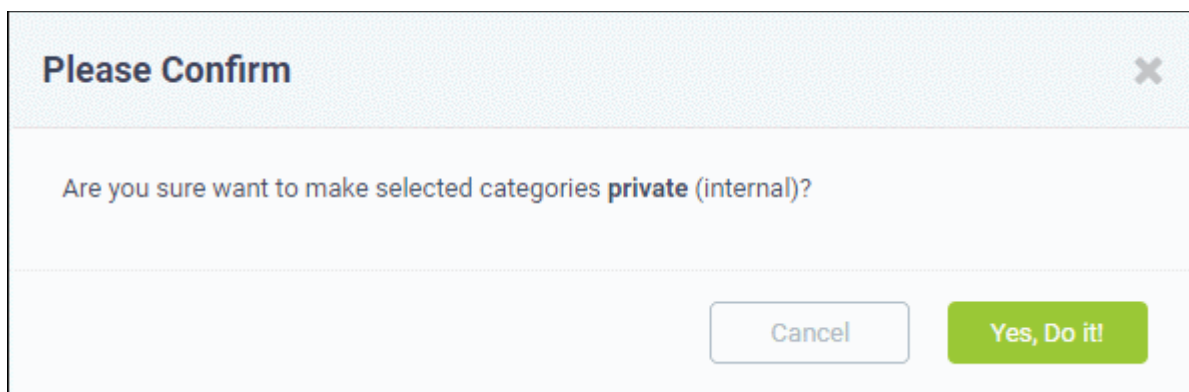 Please Confirm
Are you sure want to make selected categories private (internal)?
Cancel
Yes, Do it!